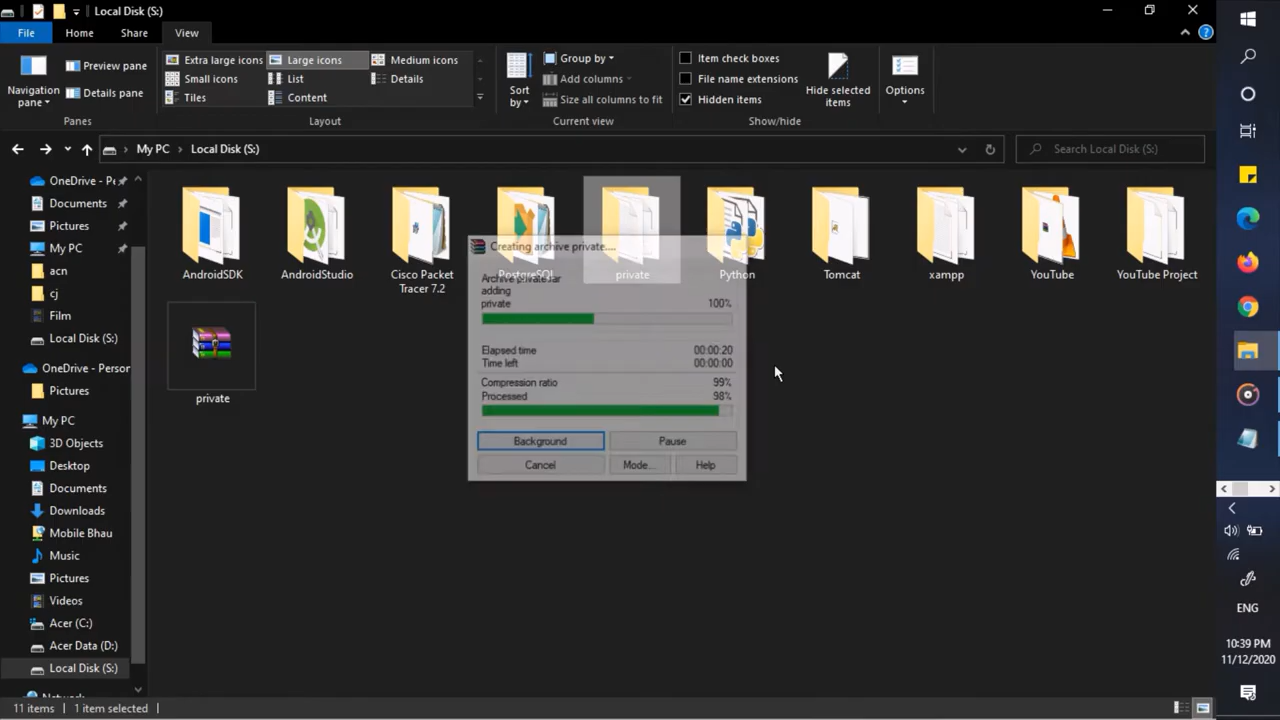 Local Disk (S:)
File Home Share View
Navigation pane
Preview pane
Details pane
Panes
Extra large icons Large icons Medium icons
Small icons List Details
Tiles Content
Layout
Sort by
Group by
Add columns
Size all columns to fit
Current view
Item check boxes
File name extensions
Hidden items
Show/hide
Hide selected items
Options
My PC Local Disk (S:)
Search Local Disk (S:)
OneDrive - Pe
Documents
Pictures
My PC
acn
cj
Film
Local Disk (S:)
OneDrive - Person
Pictures
My PC
3D Objects
Desktop
Documents
Downloads
Mobile Bhau
Music
Pictures
Videos
Acer (C:)
Acer Data (D:)
Local Disk (S:)
Network
AndroidSDK
AndroidStudio
Cisco Packet Tracer 7.2
PostgreSQL
private
Python
Tomcat
xampp
YouTube
YouTube Project
private
Creating archive private....
Archive private.rar
adding
private 100%
Elapsed time 00:00:20
Time left 00:00:00
Compression ratio 99%
Processed 98%
Background Pause
Cancel Mode... Help
11 items 1 item selected
ENG
10:39 PM
11/12/2020